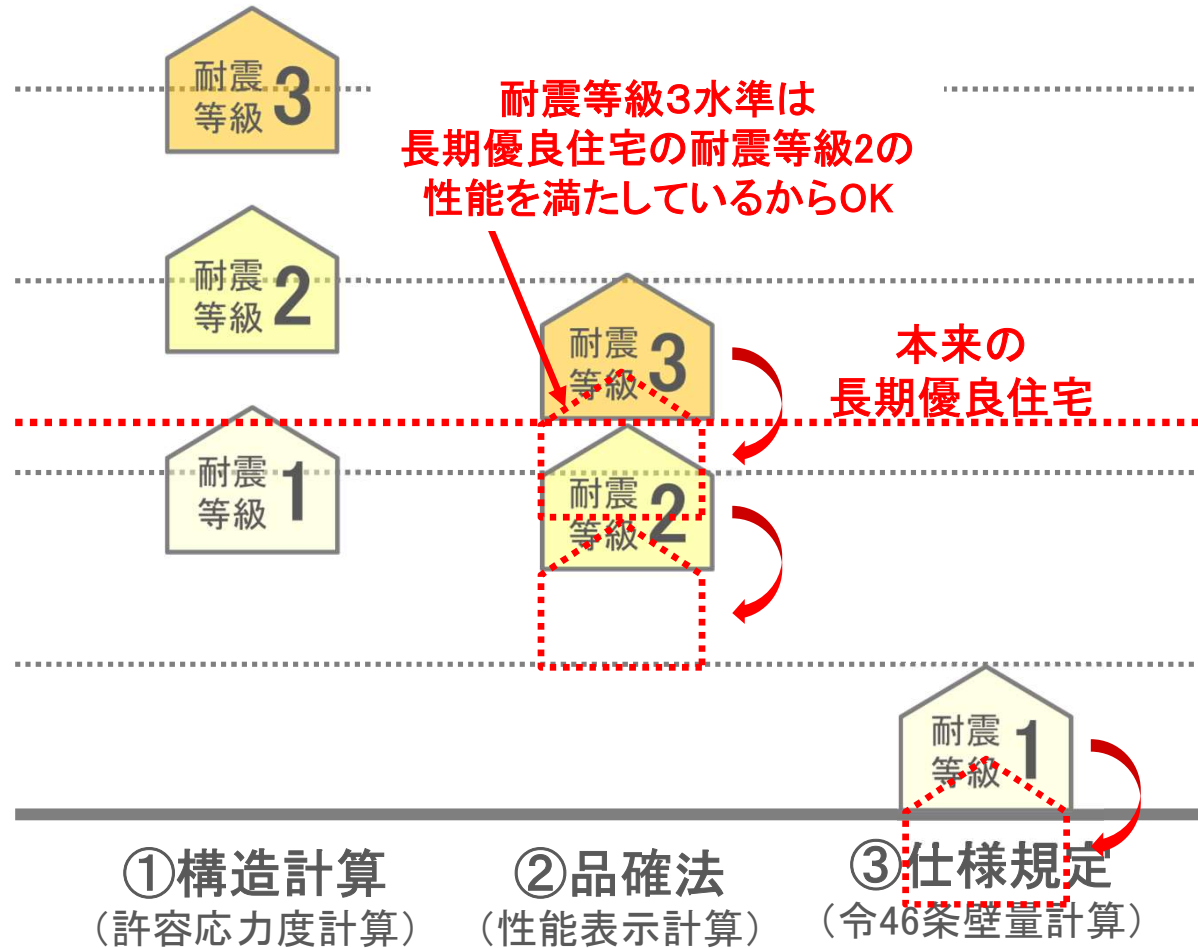 耐震
等級 3
耐震等級3水準は
長期優良住宅の耐震等級2の
性能を満たしているからOK
耐震
等級 2
耐震
等級 3
本来の
長期優良住宅
耐震
等級 1
耐震
等級 2
耐震
等級 1
①構造計算
（許容応力度計算）
②品確法
（性能表示計算）
③仕様規定
（令46条壁量計算）